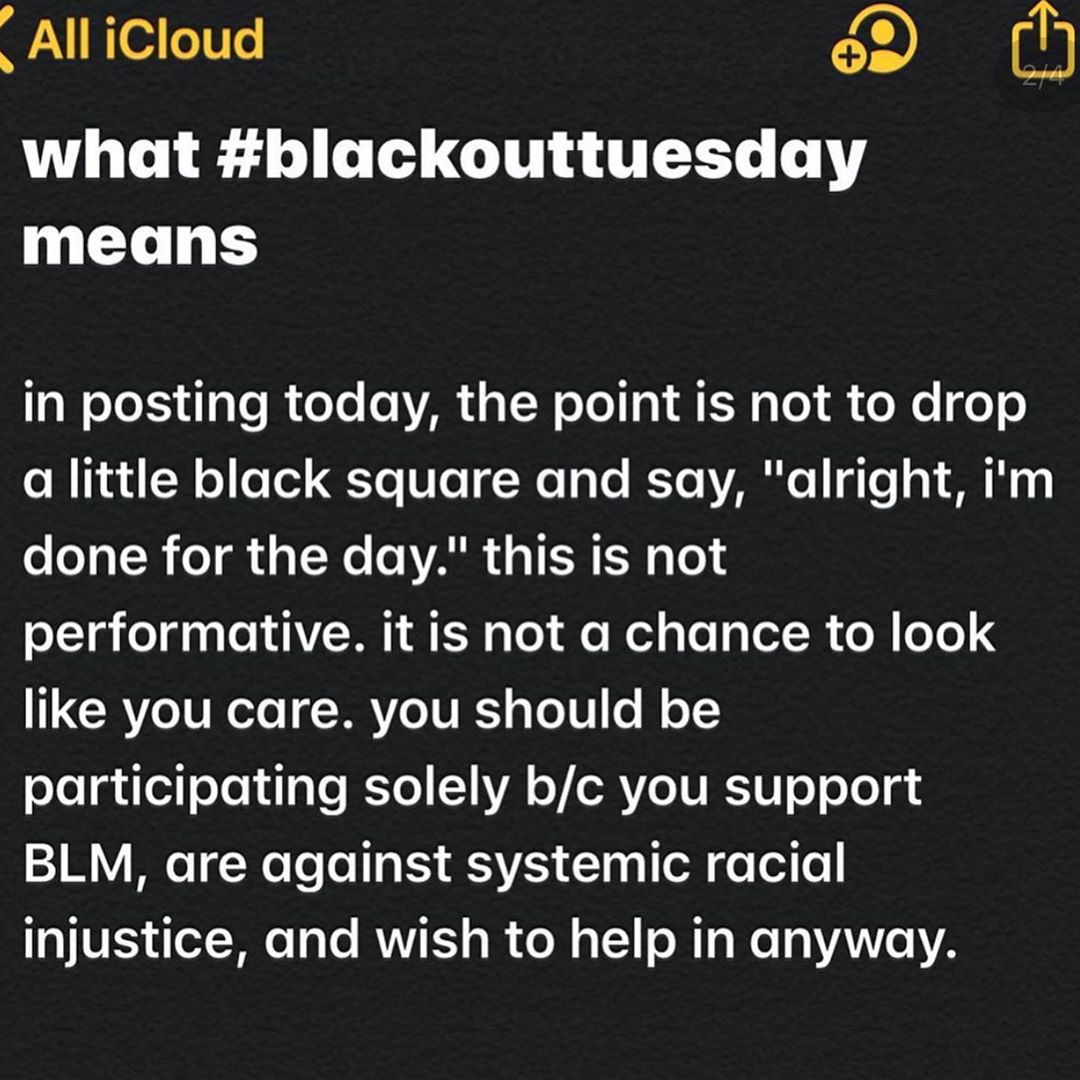 All iCloud
2/4
what #blackouttuesday
means
in posting today, the point is not to drop
a little black square and say, "alright, i'm
done for the day." this is not
performative. it is not a chance to look
like you care. you should be
participating solely b/c you support
BLM, are against systemic racial
injustice, and wish to help in anyway.